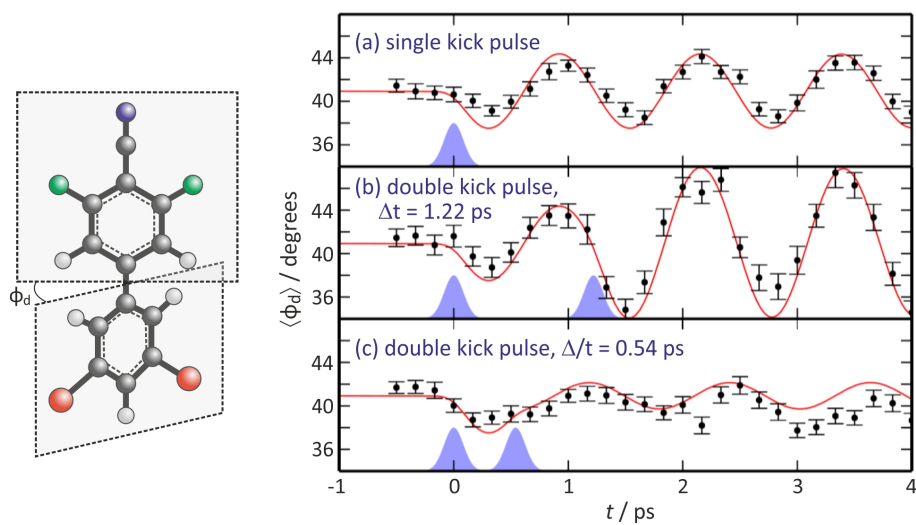 (a) single kick pulse
44
40
36
(b) double kick pulse,
Δt = 1.22 ps
44
40
36
(c) double kick pulse, Δ/t = 0.54 ps
44
40
36
⟨ϕd⟩ / degrees
-1 0 1 2 3 4
t / ps
ϕd